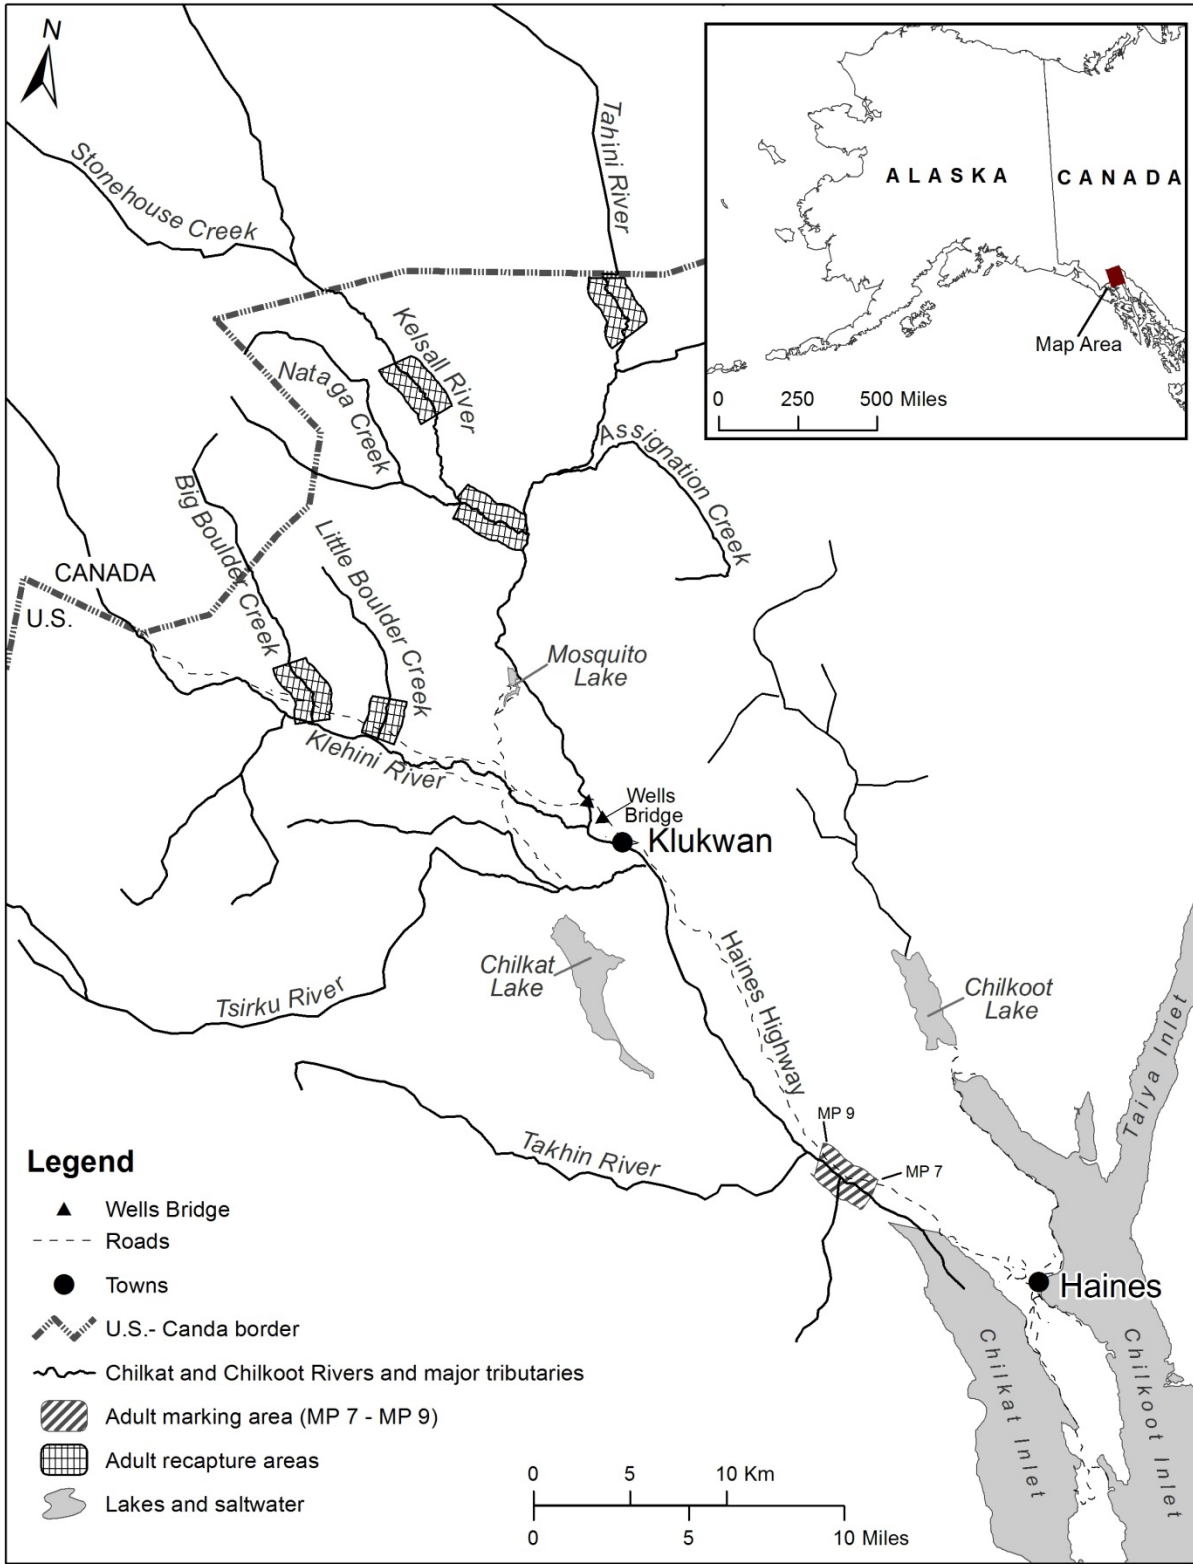 N
Stonehouse Creek
Tahini River
Kelsall River
Nataga Creek
Assignation Creek
Big Boulder Creek
Little Boulder Creek
CANADA
U.S.
Mosquito
Lake
Klehini River
Wells
Bridge
Klukwan
Chilkat
Lake
Tsirku River
Haines Highway
Chilkoot
Lake
Taiya Inlet
Takhin River
MP 9
MP 7
Haines
Chilkat Inlet
Chilkoot Inlet
ALASKA
CANADA
Map Area
0 250 500 Miles
Legend
Wells Bridge
Roads
Towns
U.S.- Canda border
Chilkat and Chilkoot Rivers and major tributaries
Adult marking area (MP 7 - MP 9)
Adult recapture areas
Lakes and saltwater
0 5 10 Km
0 5 10 Miles